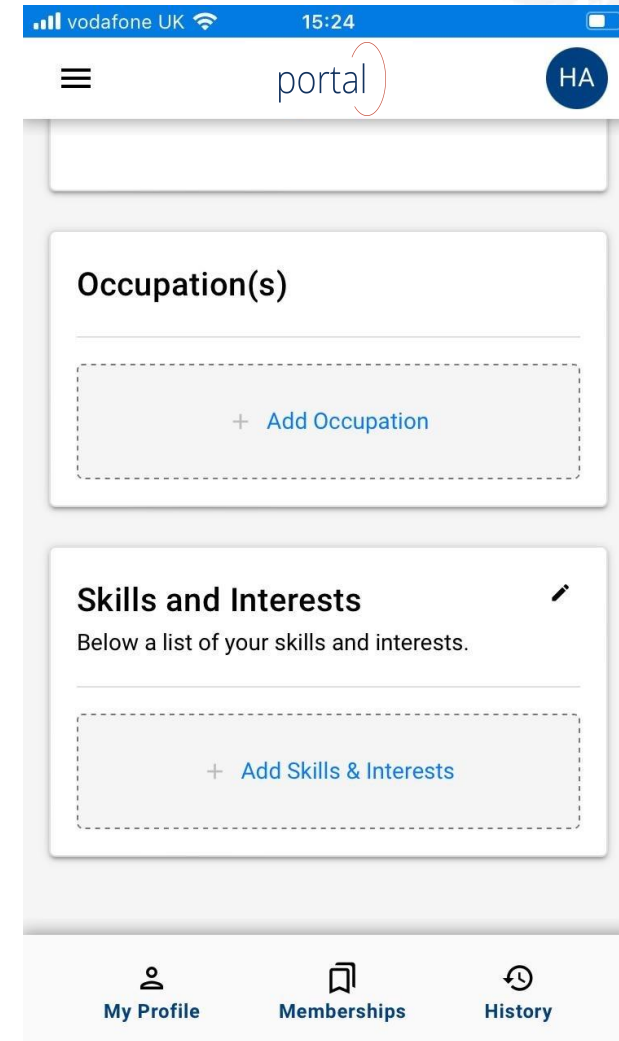 vodafone UK 15:24
portal HA
Occupation(s)
+ Add Occupation
Skills and Interests
Below a list of your skills and interests.
+ Add Skills & Interests
My Profile Memberships History